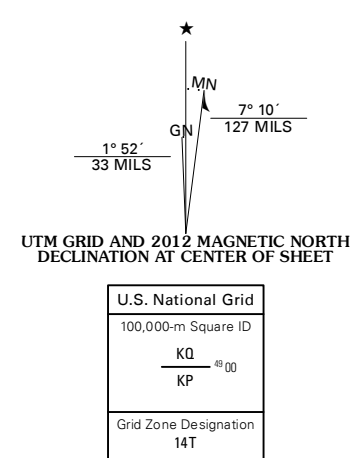 MN
GN
7° 10´
127 MILS
1° 52´
33 MILS
UTM GRID AND 2012 MAGNETIC NORTH
DECLINATION AT CENTER OF SHEET
U.S. National Grid
100,000-m Square ID
KQ
49 00
KP
Grid Zone Designation
14T